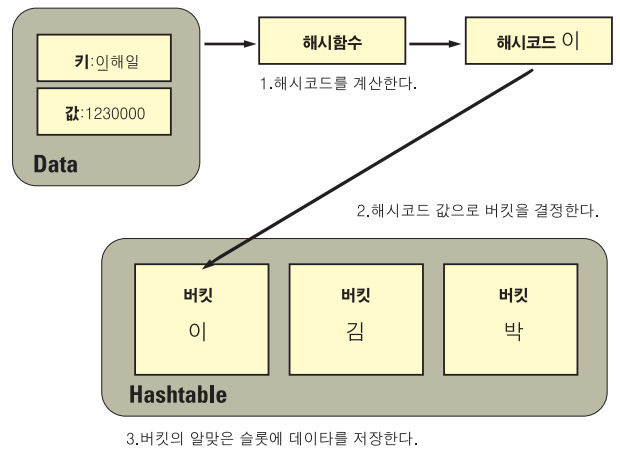 키:이해일
값:1230000
Data
해시함수
해시코드 이
1.해시코드를 계산한다.
2.해시코드 값으로 버킷을 결정한다.
버킷
이
버킷
김
버킷
박
Hashtable
3.버킷의 알맞은 슬롯에 데이타를 저장한다.